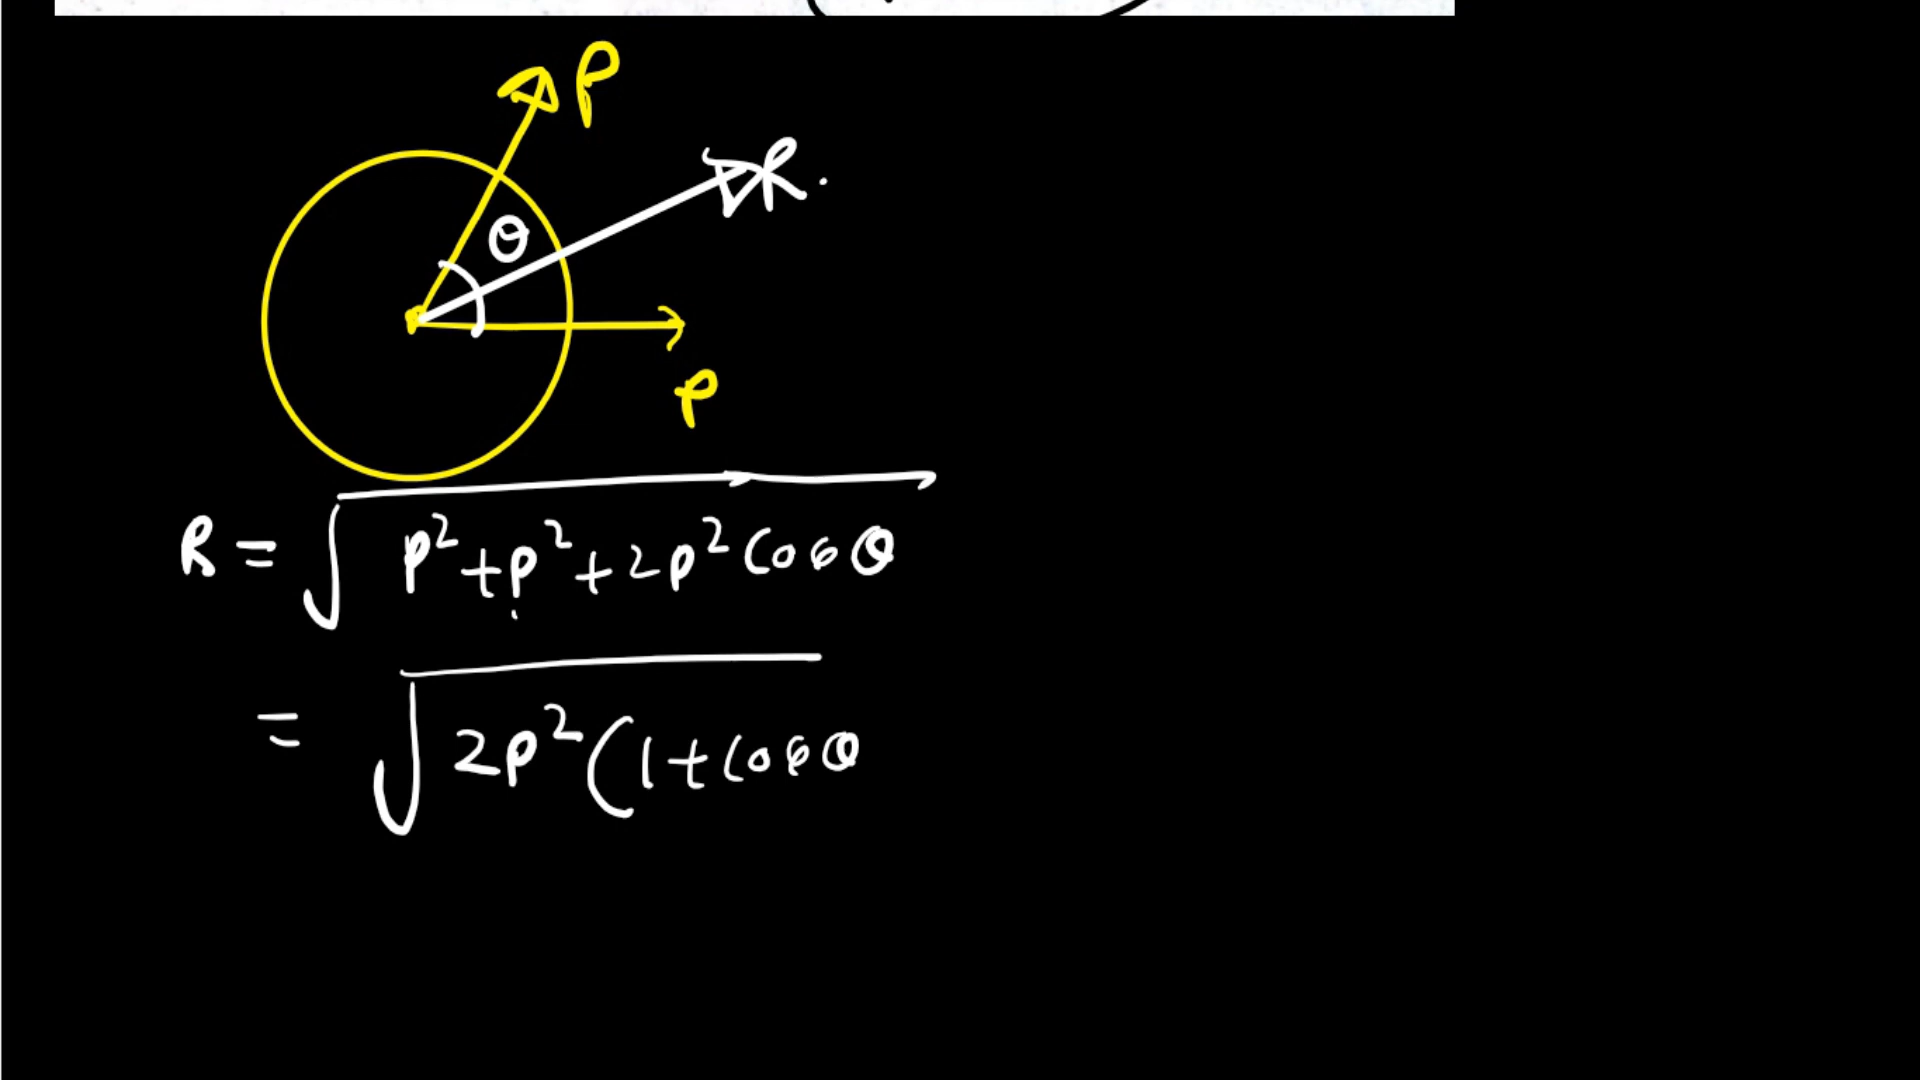 P
R.
θ
P
R = √(P² + P² + 2P² Cos θ
= √(2P² (1 + Cos θ